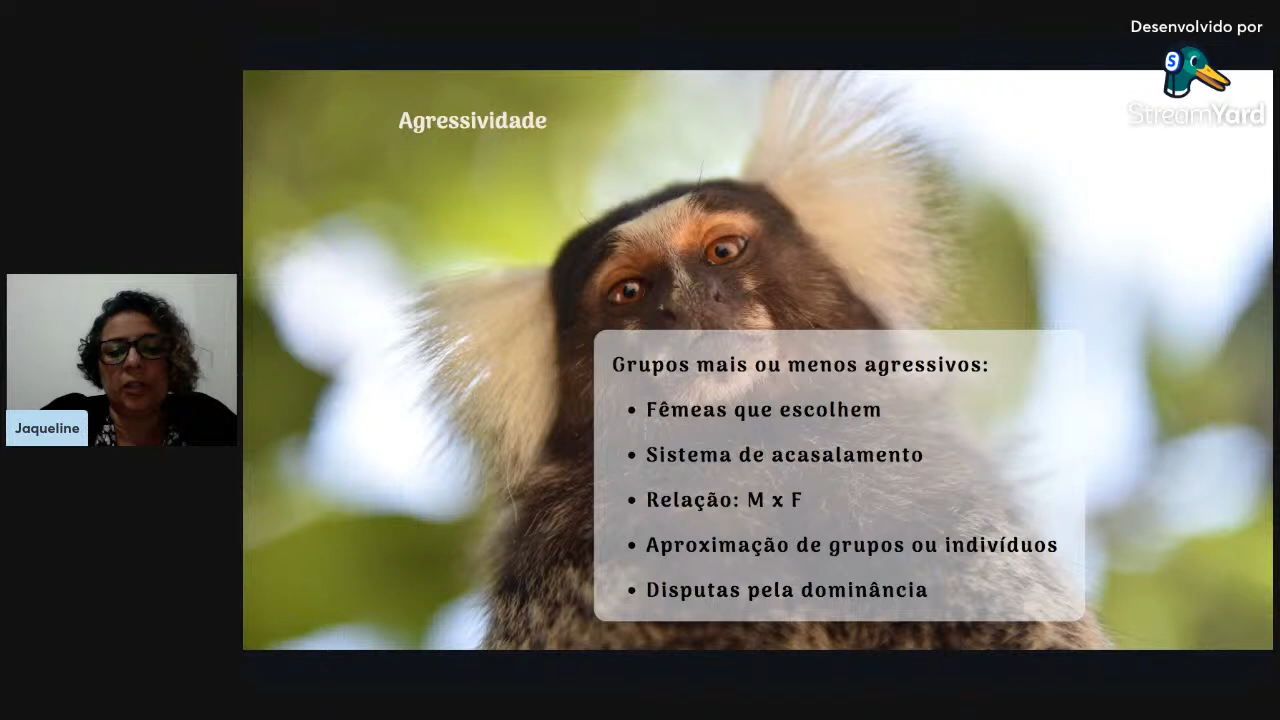 Desenvolvido por
S
StreamYard
Agressividade
Grupos mais ou menos agressivos:
• Fêmeas que escolhem
• Sistema de acasalamento
• Relação: M x F
• Aproximação de grupos ou indivíduos
• Disputas pela dominância
Jaqueline